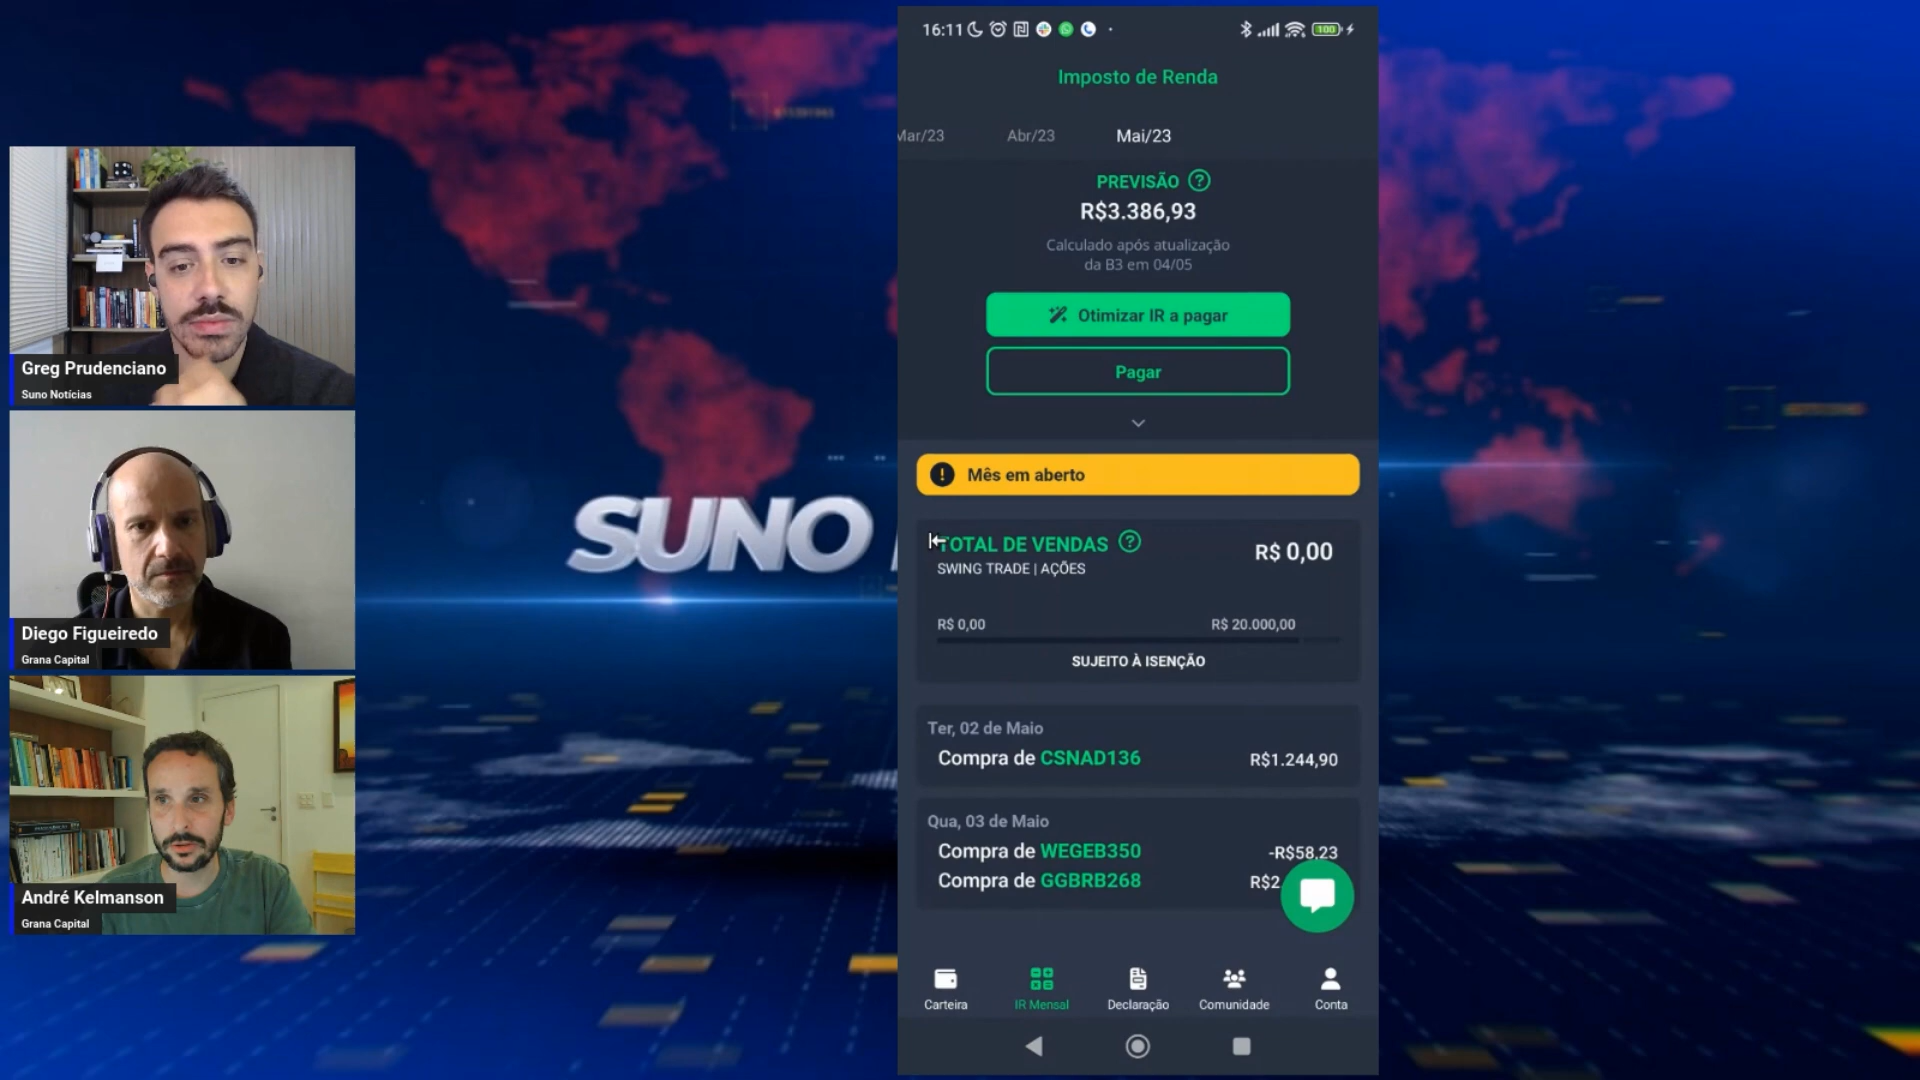 Greg Prudenciano
Suno Notícias
Diego Figueiredo
Grana Capital
André Kelmanson
Grana Capital
SUNO
16:11
100
Imposto de Renda
Mar/23 Abr/23 Mai/23
PREVISÃO ?
R$3.386,93
Calculado após atualização
da B3 em 04/05
Otimizar IR a pagar
Pagar
! Mês em aberto
TOTAL DE VENDAS ? R$ 0,00
SWING TRADE | AÇÕES
R$ 0,00 R$ 20.000,00
SUJEITO À ISENÇÃO
Ter, 02 de Maio
Compra de CSNAD136 R$1.244,90
Qua, 03 de Maio
Compra de WEGEB350 -R$58,23
Compra de GGBRB268 R$2.
Carteira IR Mensal Declaração Comunidade Conta